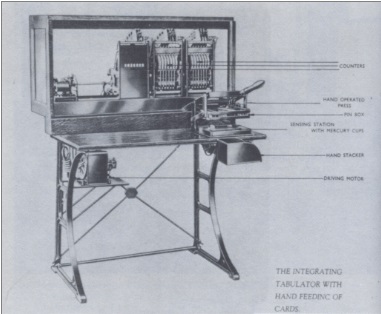 COUNTERS
HAND OPERATED
PRESS
PIN BOX
SENSING STATION
WITH MERCURY CUPS
HAND STACKER
DRIVING MOTOR
THE INTEGRATING
TABULATOR WITH
HAND FEEDING OF
CARDS.